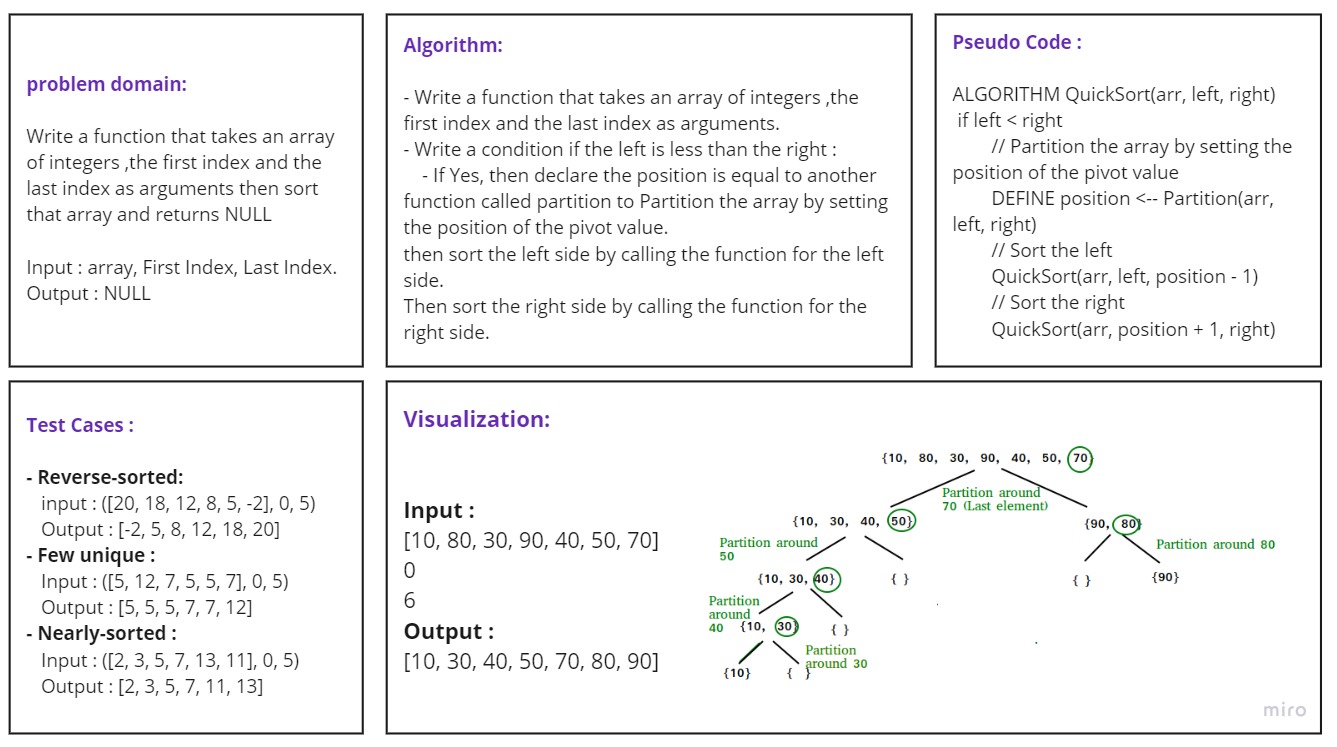 problem domain:
Write a function that takes an array
of integers ,the first index and the
last index as arguments then sort
that array and returns NULL
Input : array, First Index, Last Index.
Output : NULL
Algorithm:
- Write a function that takes an array of integers ,the
first index and the last index as arguments.
- Write a condition if the left is less than the right :
- If Yes, then declare the position is equal to another
function called partition to Partition the array by setting
the position of the pivot value.
then sort the left side by calling the function for the left
side.
Then sort the right side by calling the function for the
right side.
Pseudo Code :
ALGORITHM QuickSort(arr, left, right)
if left < right
// Partition the array by setting the
position of the pivot value
DEFINE position <-- Partition(arr,
left, right)
// Sort the left
QuickSort(arr, left, position - 1)
// Sort the right
QuickSort(arr, position + 1, right)
Test Cases :
- Reverse-sorted:
input : ([20, 18, 12, 8, 5, -2], 0, 5)
Output : [-2, 5, 8, 12, 18, 20]
- Few unique :
Input : ([5, 12, 7, 5, 5, 7], 0, 5)
Output : [5, 5, 5, 7, 7, 12]
- Nearly-sorted :
Input : ([2, 3, 5, 7, 13, 11], 0, 5)
Output : [2, 3, 5, 7, 11, 13]
Visualization:
Input :
[10, 80, 30, 90, 40, 50, 70]
0
6
Output :
[10, 30, 40, 50, 70, 80, 90]
{10, 80, 30, 90, 40, 50, 70}
Partition around
70 (Last element)
{10, 30, 40, 50}
{90, 80}
Partition around
50
Partition around 80
{10, 30, 40}
{ }
{ }
{90}
Partition
around
40
{10, 30}
{ }
Partition
around 30
{10}
{ }
miro